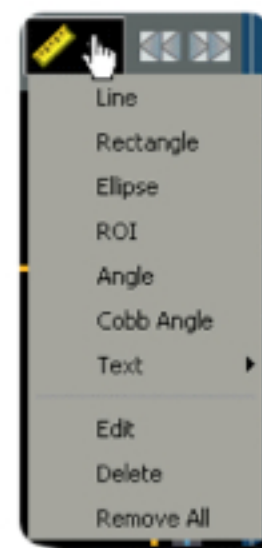 Line
Rectangle
Ellipse
ROI
Angle
Cobb Angle
Text
Edit
Delete
Remove All